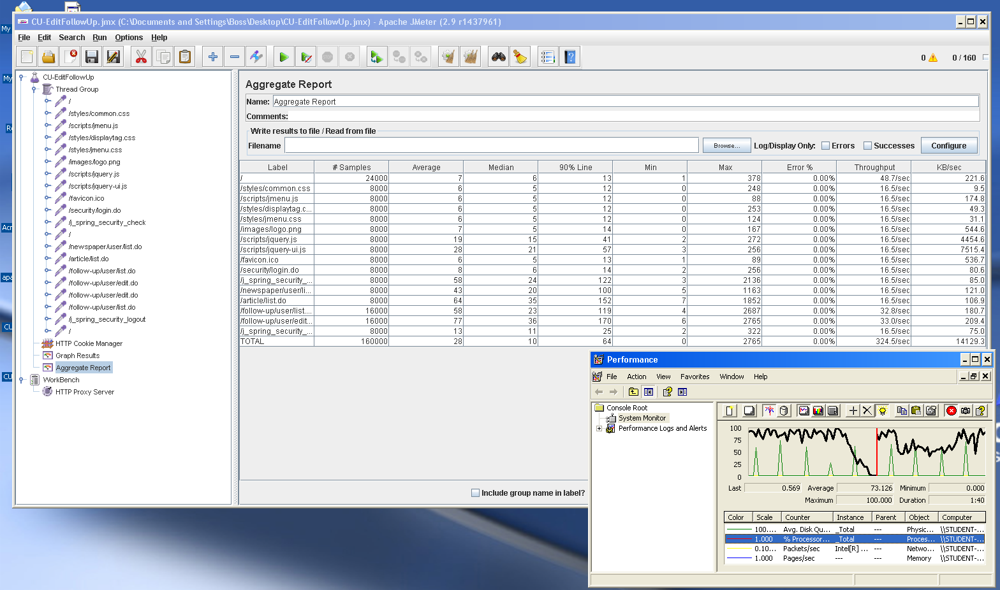 CU-EditFollowUp.jmx (C:\Documents and Settings\Boss\Desktop\CU-EditFollowUp.jmx) - Apache JMeter (2.9 r1437961)
File Edit Search Run Options Help
0 0 / 160
My
My
Re
Acr
apa
CU
CU
CU-EditFollowUp
Thread Group
/
/styles/common.css
/scripts/jmenu.js
/styles/displaytag.css
/styles/jmenu.css
/images/logo.png
/scripts/jquery.js
/scripts/jquery-ui.js
/favicon.ico
/security/login.do
/j_spring_security_check
/
/newspaper/user/list.do
/article/list.do
/follow-up/user/list.do
/follow-up/user/edit.do
/follow-up/user/edit.do
/follow-up/user/list.do
/j_spring_security_logout
/
HTTP Cookie Manager
Graph Results
Aggregate Report
WorkBench
HTTP Proxy Server
Aggregate Report
Name: Aggregate Report
Comments:
Write results to file / Read from file
Filename Browse... Log/Display Only: Errors Successes Configure
Label # Samples Average Median 90% Line Min Max Error % Throughput KB/sec
/ 24000 7 6 13 1 378 0.00% 48.7/sec 221.6
/styles/common.css 8000 6 5 12 0 248 0.00% 16.5/sec 9.5
/scripts/jmenu.js 8000 6 5 12 0 88 0.00% 16.5/sec 174.8
/styles/displaytag.c... 8000 6 5 12 0 253 0.00% 16.5/sec 49.3
/styles/jmenu.css 8000 6 5 12 0 124 0.00% 16.5/sec 31.1
/images/logo.png 8000 7 5 14 0 167 0.00% 16.5/sec 544.6
/scripts/jquery.js 8000 19 15 41 2 272 0.00% 16.5/sec 4454.6
/scripts/jquery-ui.js 8000 28 21 57 3 256 0.00% 16.5/sec 7515.4
/favicon.ico 8000 6 5 13 1 89 0.00% 16.5/sec 536.7
/security/login.do 8000 8 6 14 2 256 0.00% 16.5/sec 80.6
/j_spring_security_... 8000 58 24 122 3 2136 0.00% 16.5/sec 85.0
/newspaper/user/li... 8000 43 20 100 5 1163 0.00% 16.5/sec 121.0
/article/list.do 8000 64 35 152 7 1852 0.00% 16.5/sec 106.9
/follow-up/user/list.... 16000 58 23 119 4 2687 0.00% 32.8/sec 180.7
/follow-up/user/edit... 16000 77 36 170 6 2765 0.00% 33.0/sec 209.4
/j_spring_security_... 8000 13 11 25 2 322 0.00% 16.5/sec 75.0
TOTAL 160000 28 10 64 0 2765 0.00% 324.5/sec 14129.3
Include group name in label?
Performance
File Action View Favorites Window Help
Console Root
System Monitor
Performance Logs and Alerts
100
75
50
25
0
Last 0.569 Average 73.126 Minimum 0.000
Maximum 100.000 Duration 1:40
Color Scale Counter Instance Parent Object Computer
100.... Avg. Disk Qu... _Total --- Physic... \\STUDENT-...
1.000 % Processor... _Total --- Proces... \\STUDENT-...
0.10... Packets/sec Intel[R] ... --- Netwo... \\STUDENT-...
1.000 Pages/sec --- --- Memory \\STUDENT-...